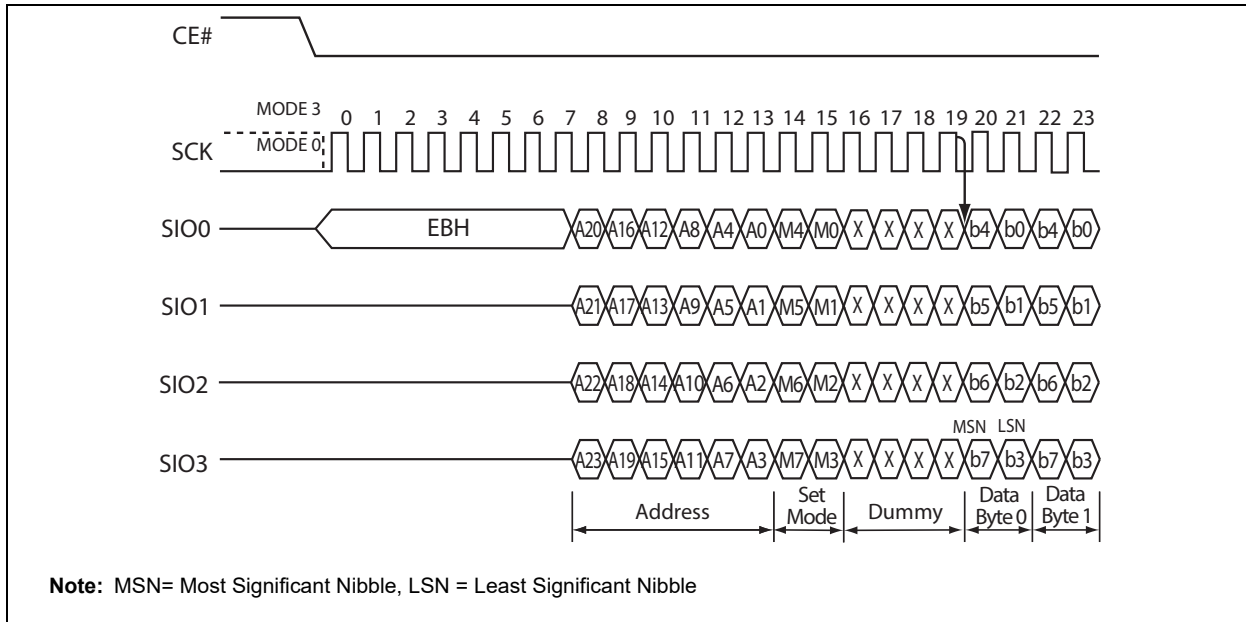 CE#
MODE 3
0 1 2 3 4 5 6 7 8 9 10 11 12 13 14 15 16 17 18 19 20 21 22 23
SCK
MODE 0
SIO0 EBH A20 A16 A12 A8 A4 A0 M4 M0 X X X X b4 b0 b4 b0
SIO1 A21 A17 A13 A9 A5 A1 M5 M1 X X X X b5 b1 b5 b1
SIO2 A22 A18 A14 A10 A6 A2 M6 M2 X X X X b6 b2 b6 b2
MSN LSN
SIO3 A23 A19 A15 A11 A7 A3 M7 M3 X X X X b7 b3 b7 b3
Address
Set
Mode
Dummy
Data
Byte 0
Data
Byte 1
Note: MSN= Most Significant Nibble, LSN = Least Significant Nibble